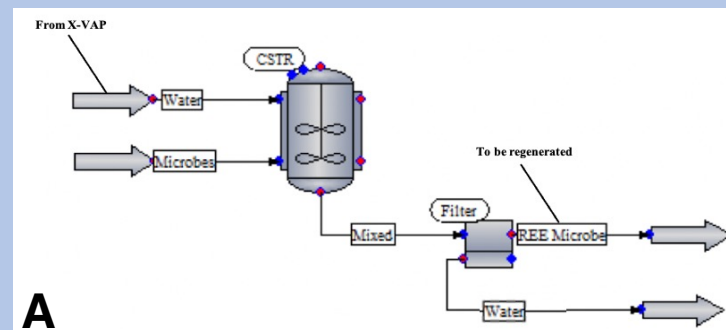 From X-VAP
CSTR
Water
Microbes
To be regenerated
Filter
Mixed
REE Microbe
Water
A